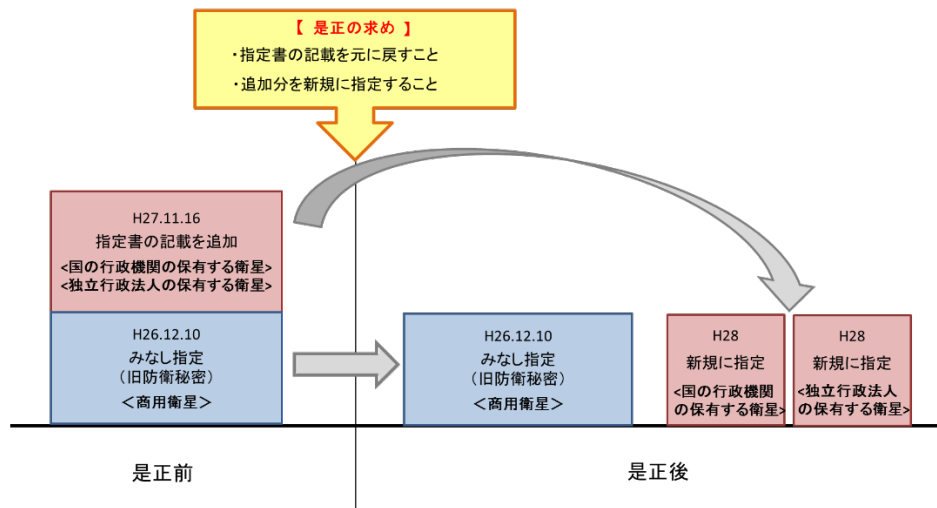 【 是正の求め 】
・指定書の記載を元に戻すこと
・追加分を新規に指定すること
H27.11.16
指定書の記載を追加
<国の行政機関の保有する衛星>
<独立行政法人の保有する衛星>
H26.12.10
みなし指定
（旧防衛秘密）
＜商用衛星＞
H26.12.10
みなし指定
（旧防衛秘密）
＜商用衛星＞
H28
新規に指定
<国の行政機関
の保有する衛星>
H28
新規に指定
<独立行政法人
の保有する衛星>
是正前
是正後